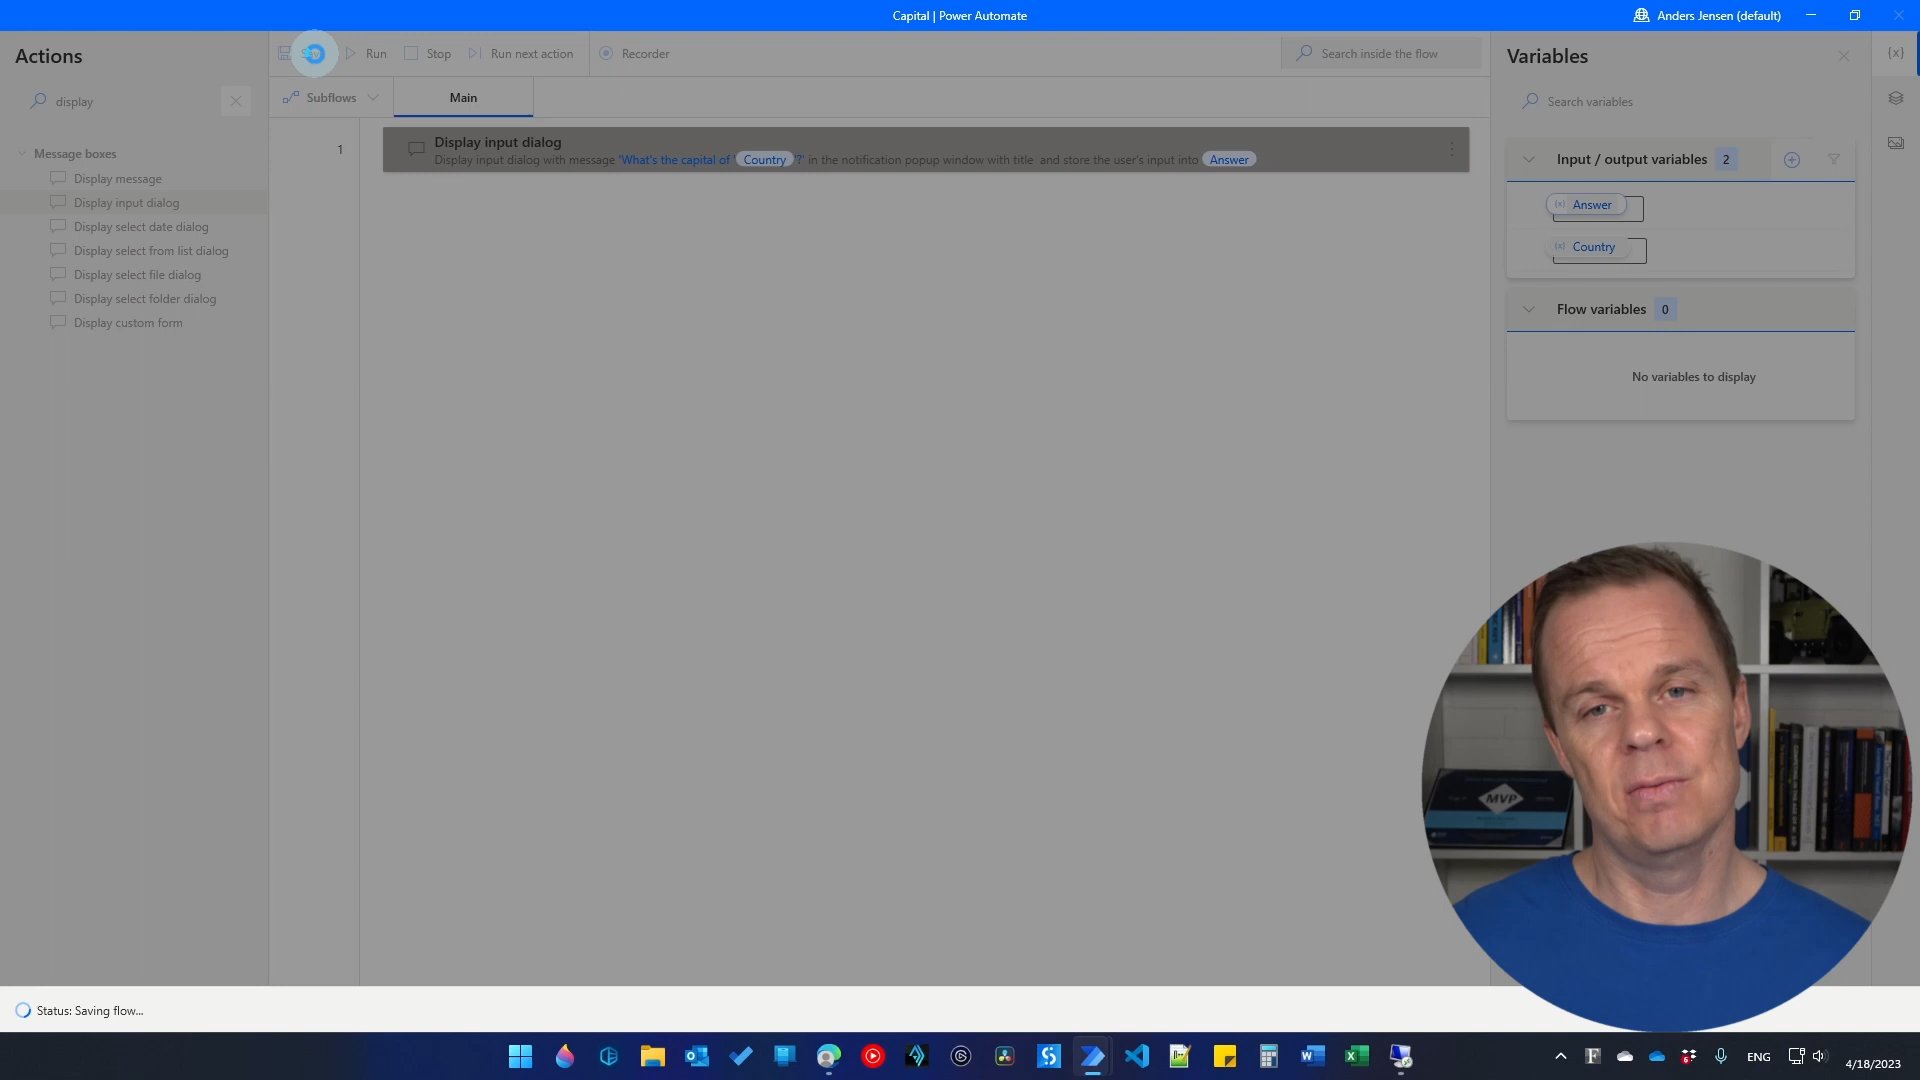 Capital | Power Automate
Anders Jensen (default)
Actions
Run
Stop
Run next action
Recorder
Search inside the flow
Variables
{x}
display
Subflows
Main
Search variables
Message boxes
Display message
Display input dialog
Display select date dialog
Display select from list dialog
Display select file dialog
Display select folder dialog
Display custom form
1
Display input dialog
Display input dialog with message 'What's the capital of ' Country '?' in the notification popup window with title and store the user's input into Answer
Input / output variables 2
(x) Answer
(x) Country
Flow variables 0
No variables to display
MVP
Status: Saving flow...
ENG
4/18/2023